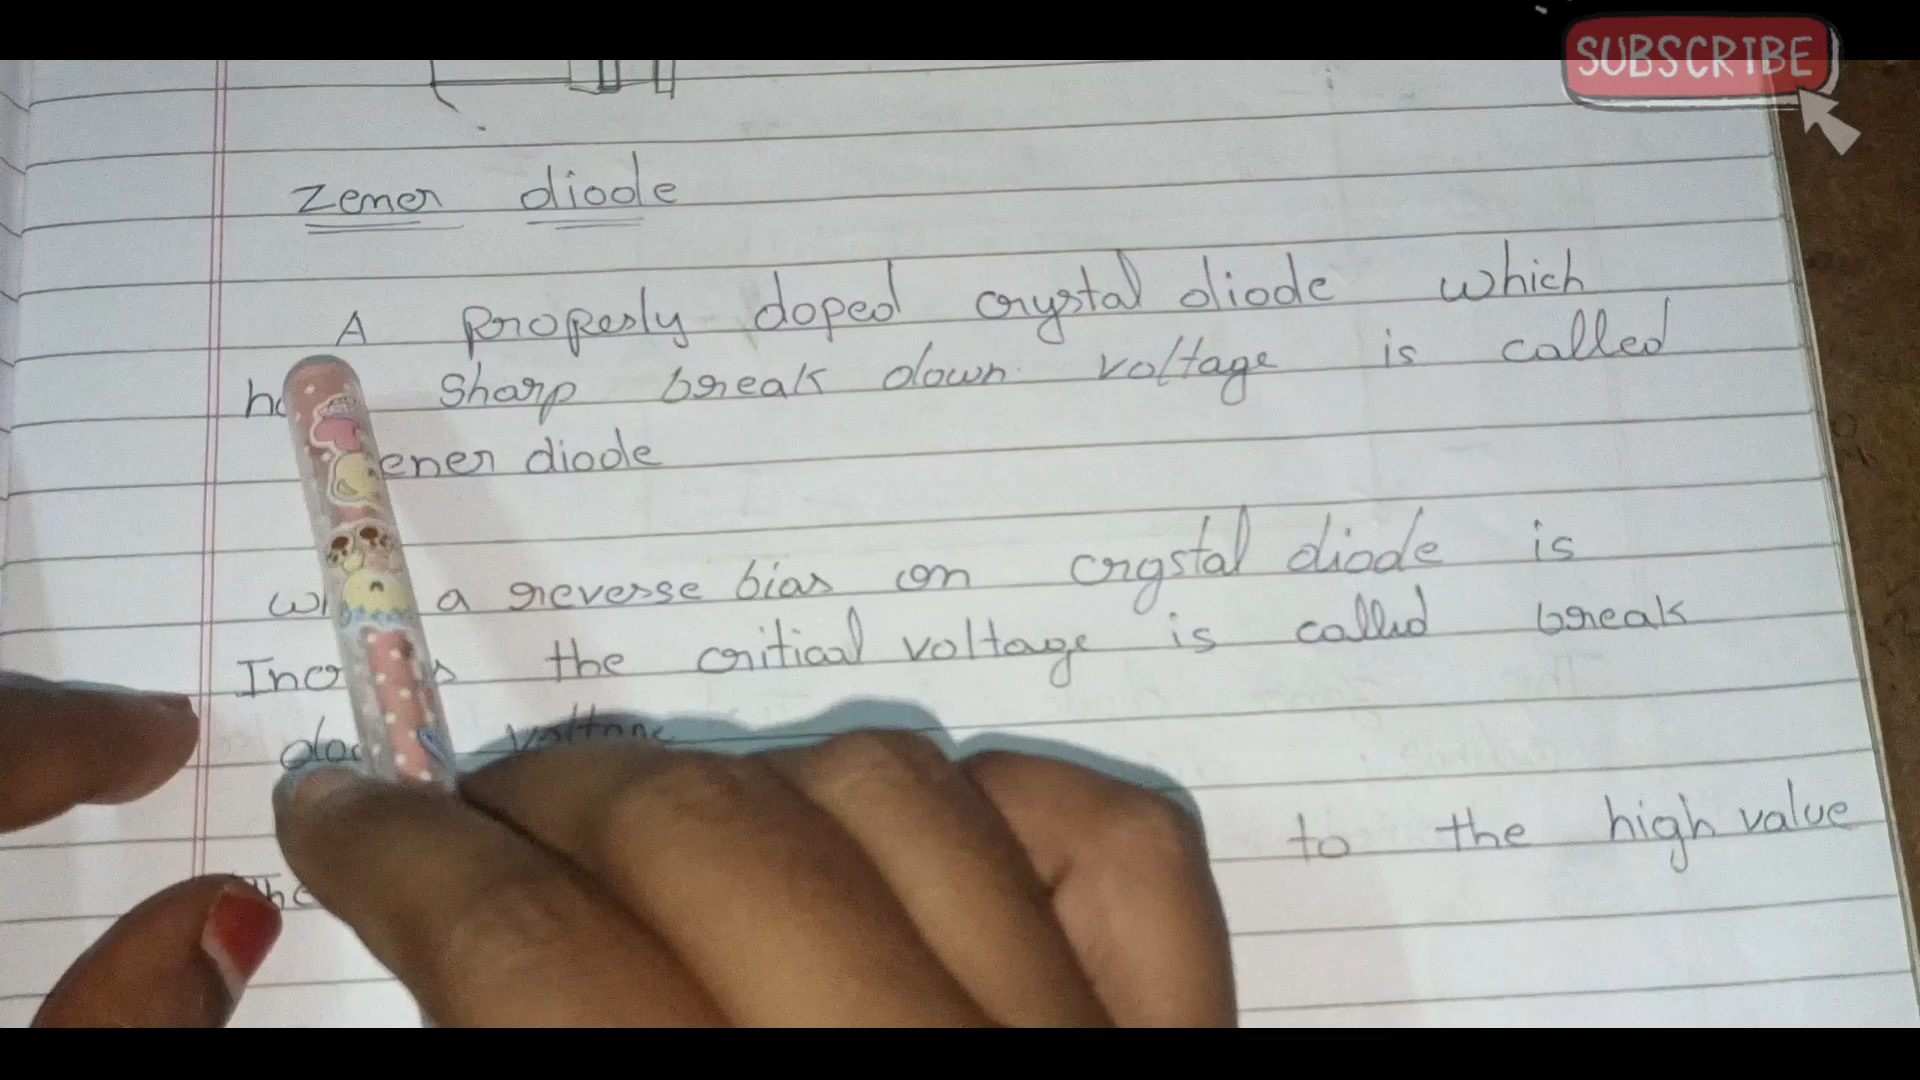 SUBSCRIBE
Zener diode
A Properly doped crystal diode which
sharp break down voltage is called
diode
a reverse bias on crystal diode is
the critical voltage is called break
to the high value